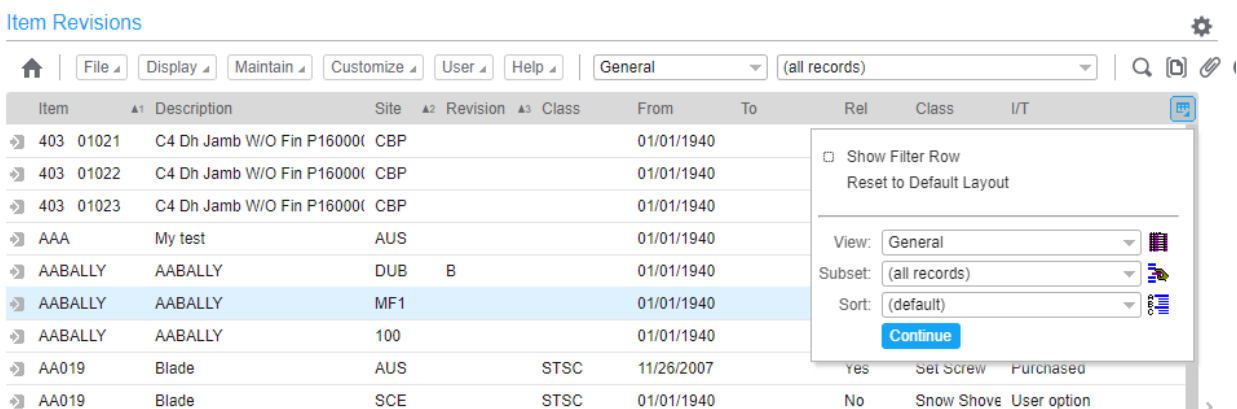 Item Revisions
File Display Maintain Customize User Help General (all records)
Item 1 Description Site 2 Revision 3 Class From To Rel Class I/T
403 01021 C4 Dh Jamb W/O Fin P16000 CBP 01/01/1940
403 01022 C4 Dh Jamb W/O Fin P16000 CBP 01/01/1940
403 01023 C4 Dh Jamb W/O Fin P16000 CBP 01/01/1940
AAA My test AUS 01/01/1940
AABALLY AABALLY DUB B 01/01/1940
AABALLY AABALLY MF1 01/01/1940
AABALLY AABALLY 100 01/01/1940
AA019 Blade AUS STSC 11/26/2007 Yes Set Screw Purchased
AA019 Blade SCE STSC 01/01/1940 No Snow Shove User option
Show Filter Row
Reset to Default Layout
View: General
Subset: (all records)
Sort: (default)
Continue